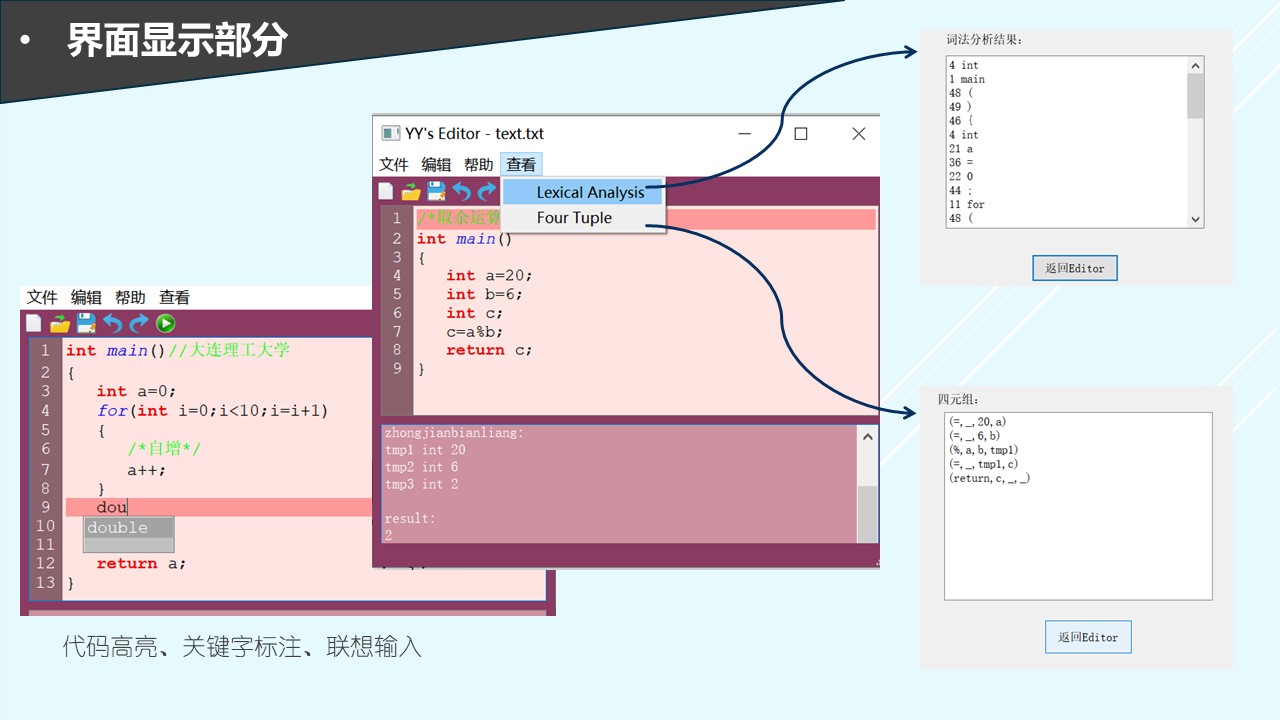 • 界面显示部分
词法分析结果:
4 int
1 main
48 (
49 )
46 {
4 int
21 a
36 =
22 0
44 ;
11 for
48 (
返回Editor
YY's Editor - text.txt
文件 编辑 帮助 查看
Lexical Analysis
Four Tuple
1 /*取余运算
2 int main()
3 {
4 int a=20;
5 int b=6;
6 int c;
7 c=a%b;
8 return c;
9 }
zhongjianbianliang:
tmp1 int 20
tmp2 int 6
tmp3 int 2
result:
2
文件 编辑 帮助 查看
1 int main()//大连理工大学
2 {
3 int a=0;
4 for(int i=0;i<10;i=i+1)
5 {
6 /*自增*/
7 a++;
8 }
9 dou
10 double
11
12 return a;
13 }
四元组:
(=,_,20,a)
(=,_,6,b)
(%,a,b,tmp1)
(=,_,tmp1,c)
(return,c,_,_)
返回Editor
代码高亮、关键字标注、联想输入